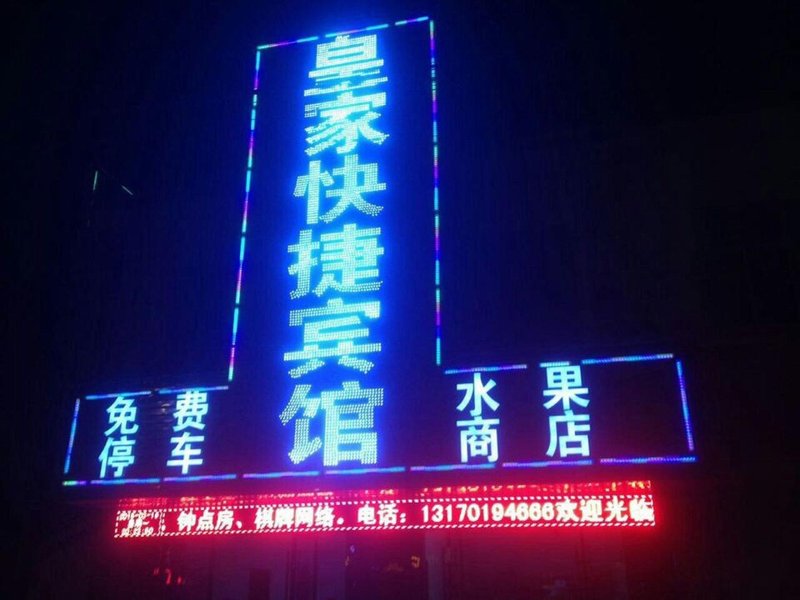 皇家快捷宾馆
免费
停车
水果
商店
钟点房、棋牌网络。电话：13170194666欢迎光临